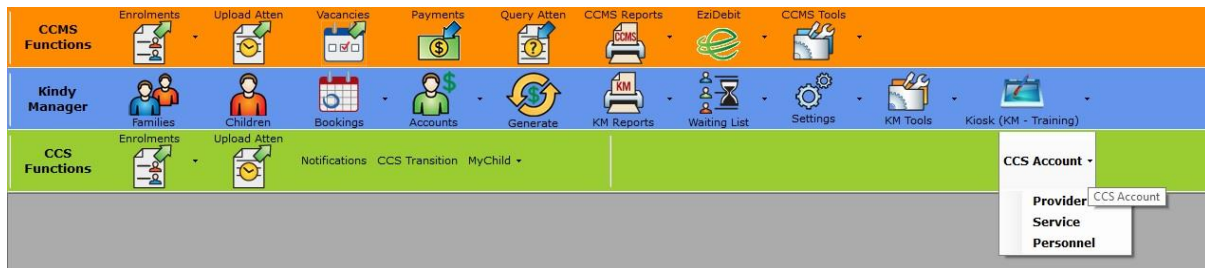 Enrolments Upload Atten Vacancies Payments Query Atten CCMS Reports EziDebit CCMS Tools
CCMS
Functions
$
?
CCMS
Kindy
Manager
$
$
KM
Families Children Bookings Accounts Generate KM Reports Waiting List Settings KM Tools Kiosk (KM - Training)
Enrolments Upload Atten
CCS
Functions
Notifications CCS Transition MyChild
CCS Account
Provider
CCS Account
Service
Personnel